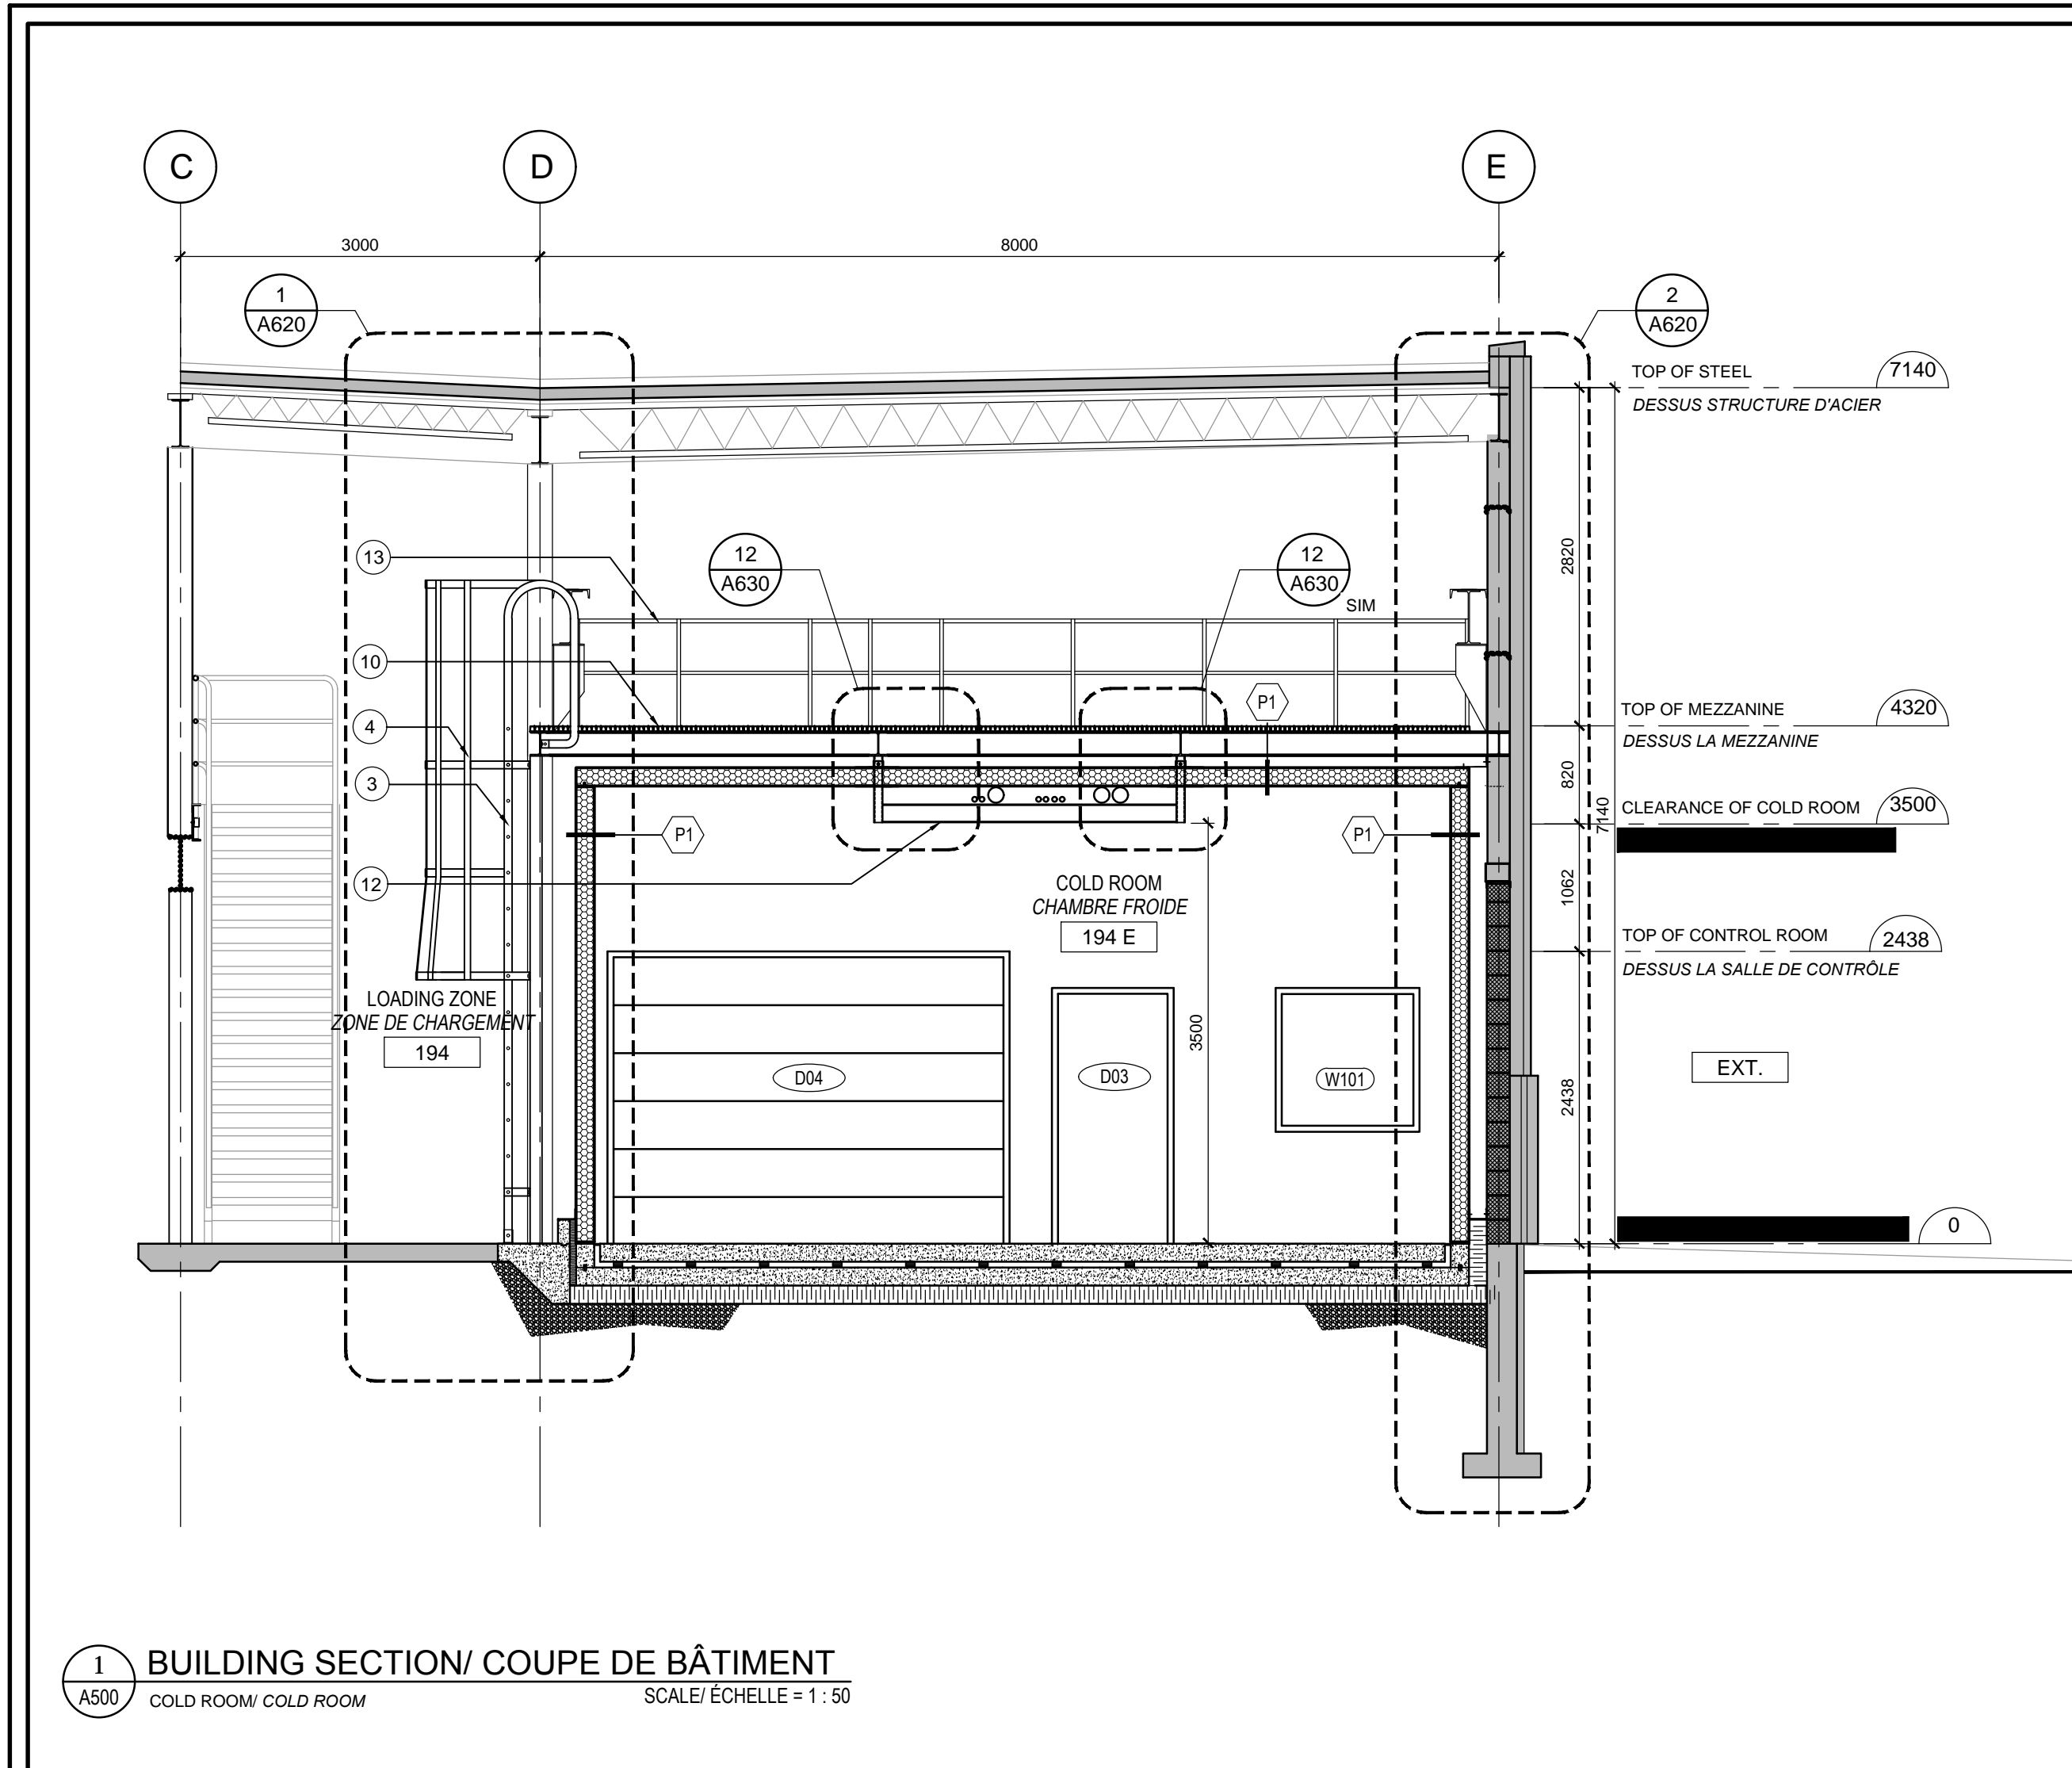 C
D
E
3000
8000
1
A620
2
A620
TOP OF STEEL
7140
DESSUS STRUCTURE D'ACIER
13
12
A630
12
A630
SIM
2820
10
P1
4
TOP OF MEZZANINE
4320
DESSUS LA MEZZANINE
3
820
7140
CLEARANCE OF COLD ROOM
3500
P1
P1
12
COLD ROOM
CHAMBRE FROIDE
194 E
1062
TOP OF CONTROL ROOM
2438
DESSUS LA SALLE DE CONTRÔLE
LOADING ZONE
ZONE DE CHARGEMENT
194
3500
D04
D03
W101
2438
EXT.
0
1
A500
BUILDING SECTION/ COUPE DE BÂTIMENT
COLD ROOM/ COLD ROOM
SCALE/ ÉCHELLE = 1 : 50